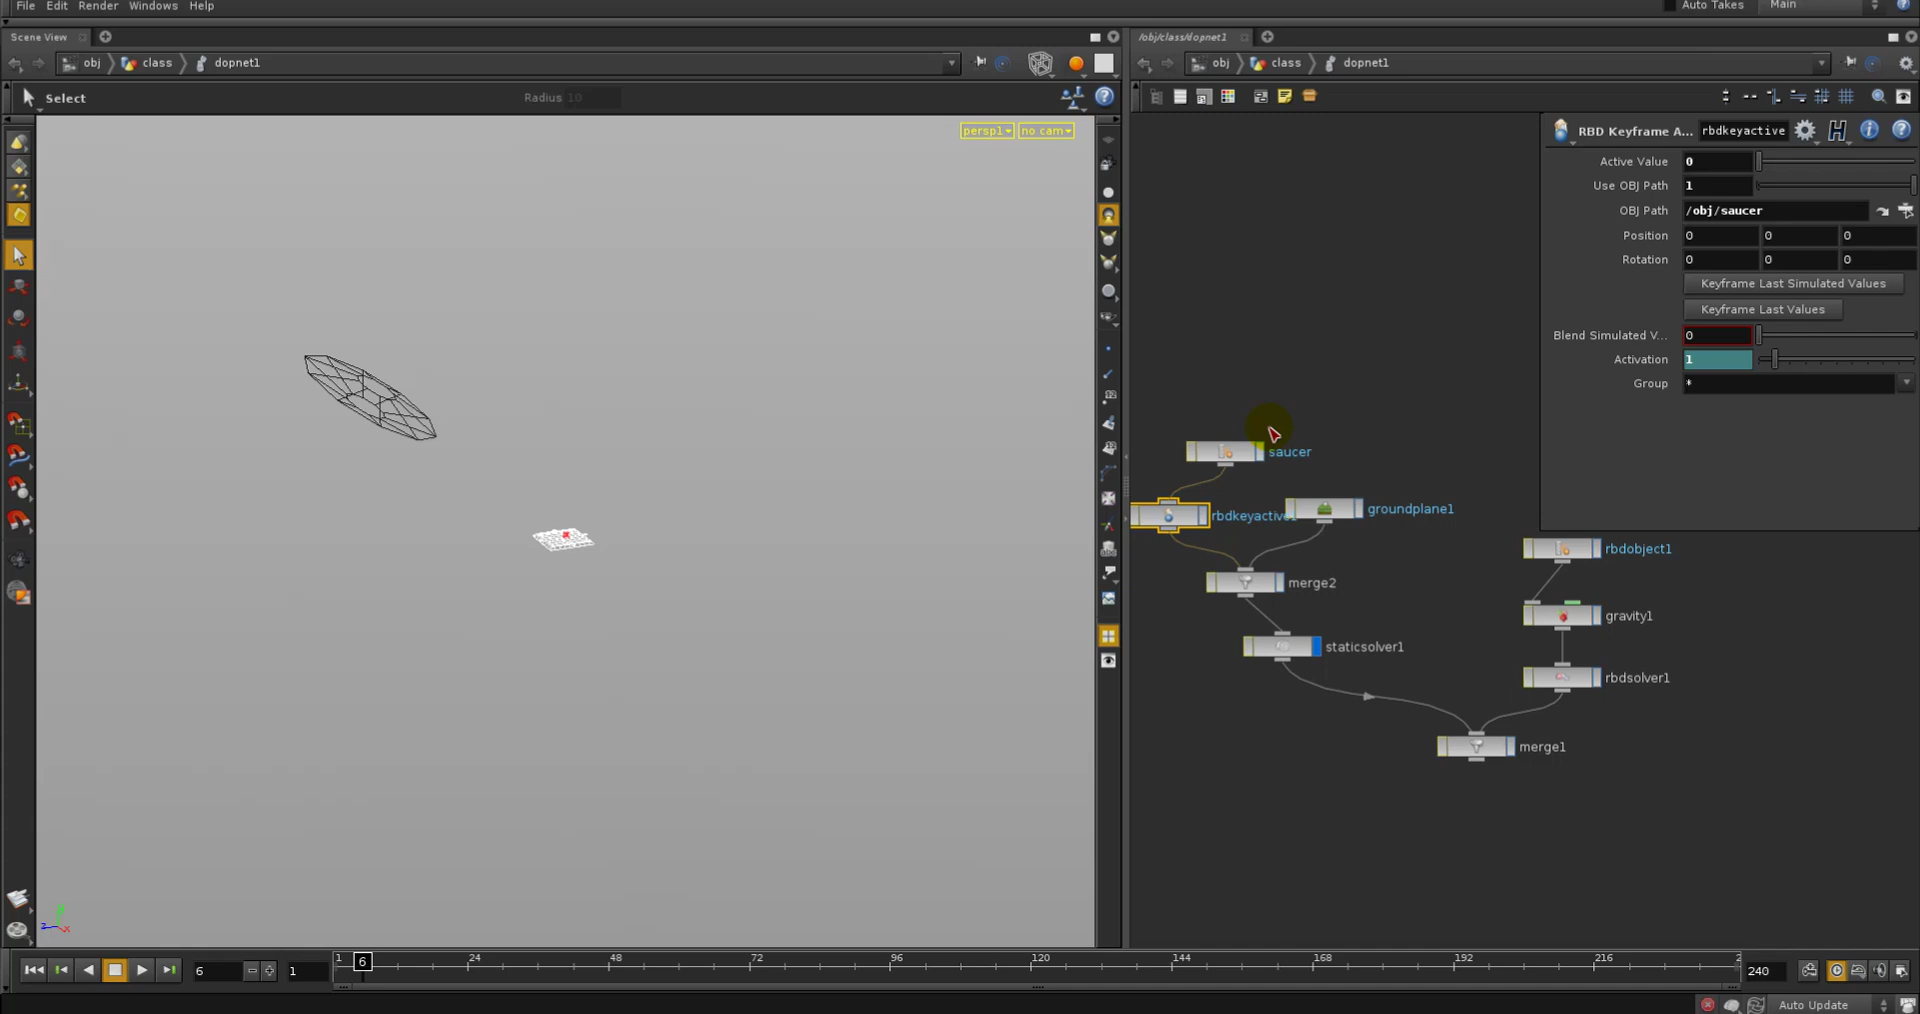 File Edit Render Windows Help
Auto Takes Main
Scene View
/obj/class/dopnet1
obj class dopnet1
obj class dopnet1
Select
Radius 10
persp1 no cam
RBD Keyframe A... rbdkeyactive
Active Value 0
Use OBJ Path 1
OBJ Path /obj/saucer
Position 0 0 0
Rotation 0 0 0
Keyframe Last Simulated Values
Keyframe Last Values
Blend Simulated V... 0
Activation 1
Group *
saucer
rbdkeyactive
groundplane1
rbdobject1
merge2
gravity1
staticsolver1
rbdsolver1
merge1
y
z x
6 1 1 6 24 48 72 96 120 144 168 192 216 2 240
Auto Update